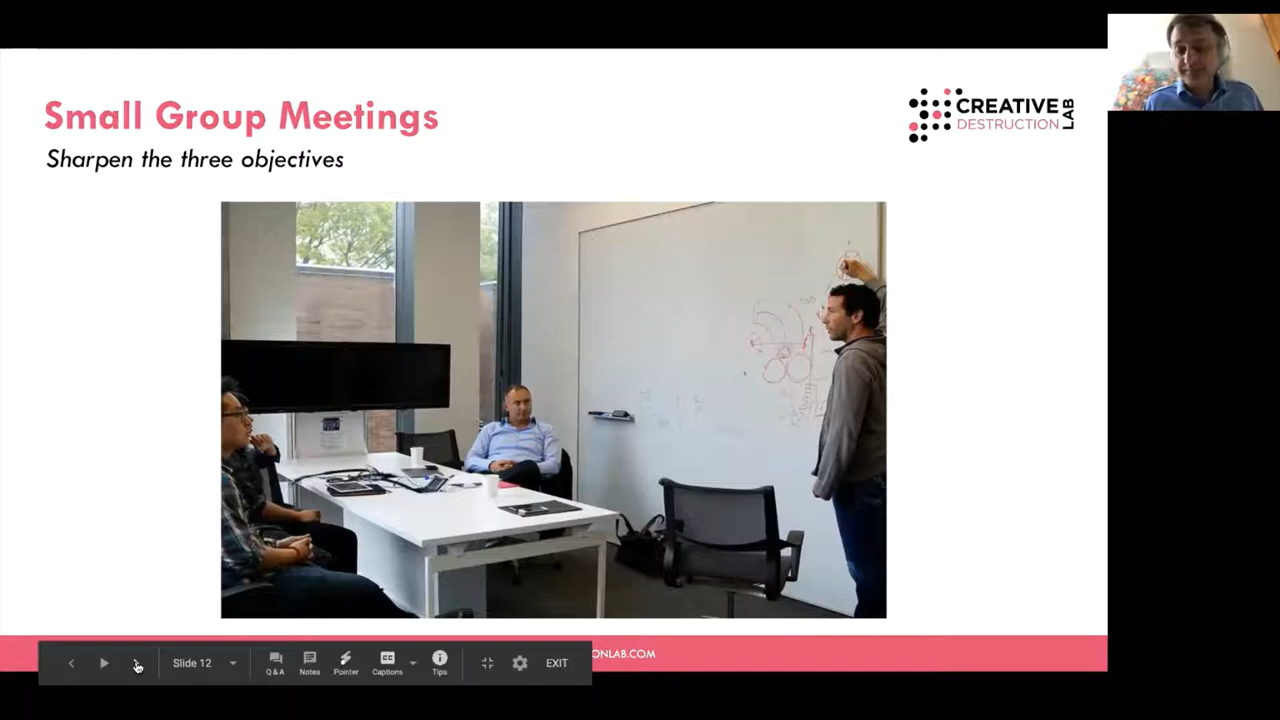 Small Group Meetings
Sharpen the three objectives
CREATIVE
DESTRUCTION
LAB
ONLAB.COM
Slide 12
Q & A
Notes
Pointer
Captions
Tips
EXIT